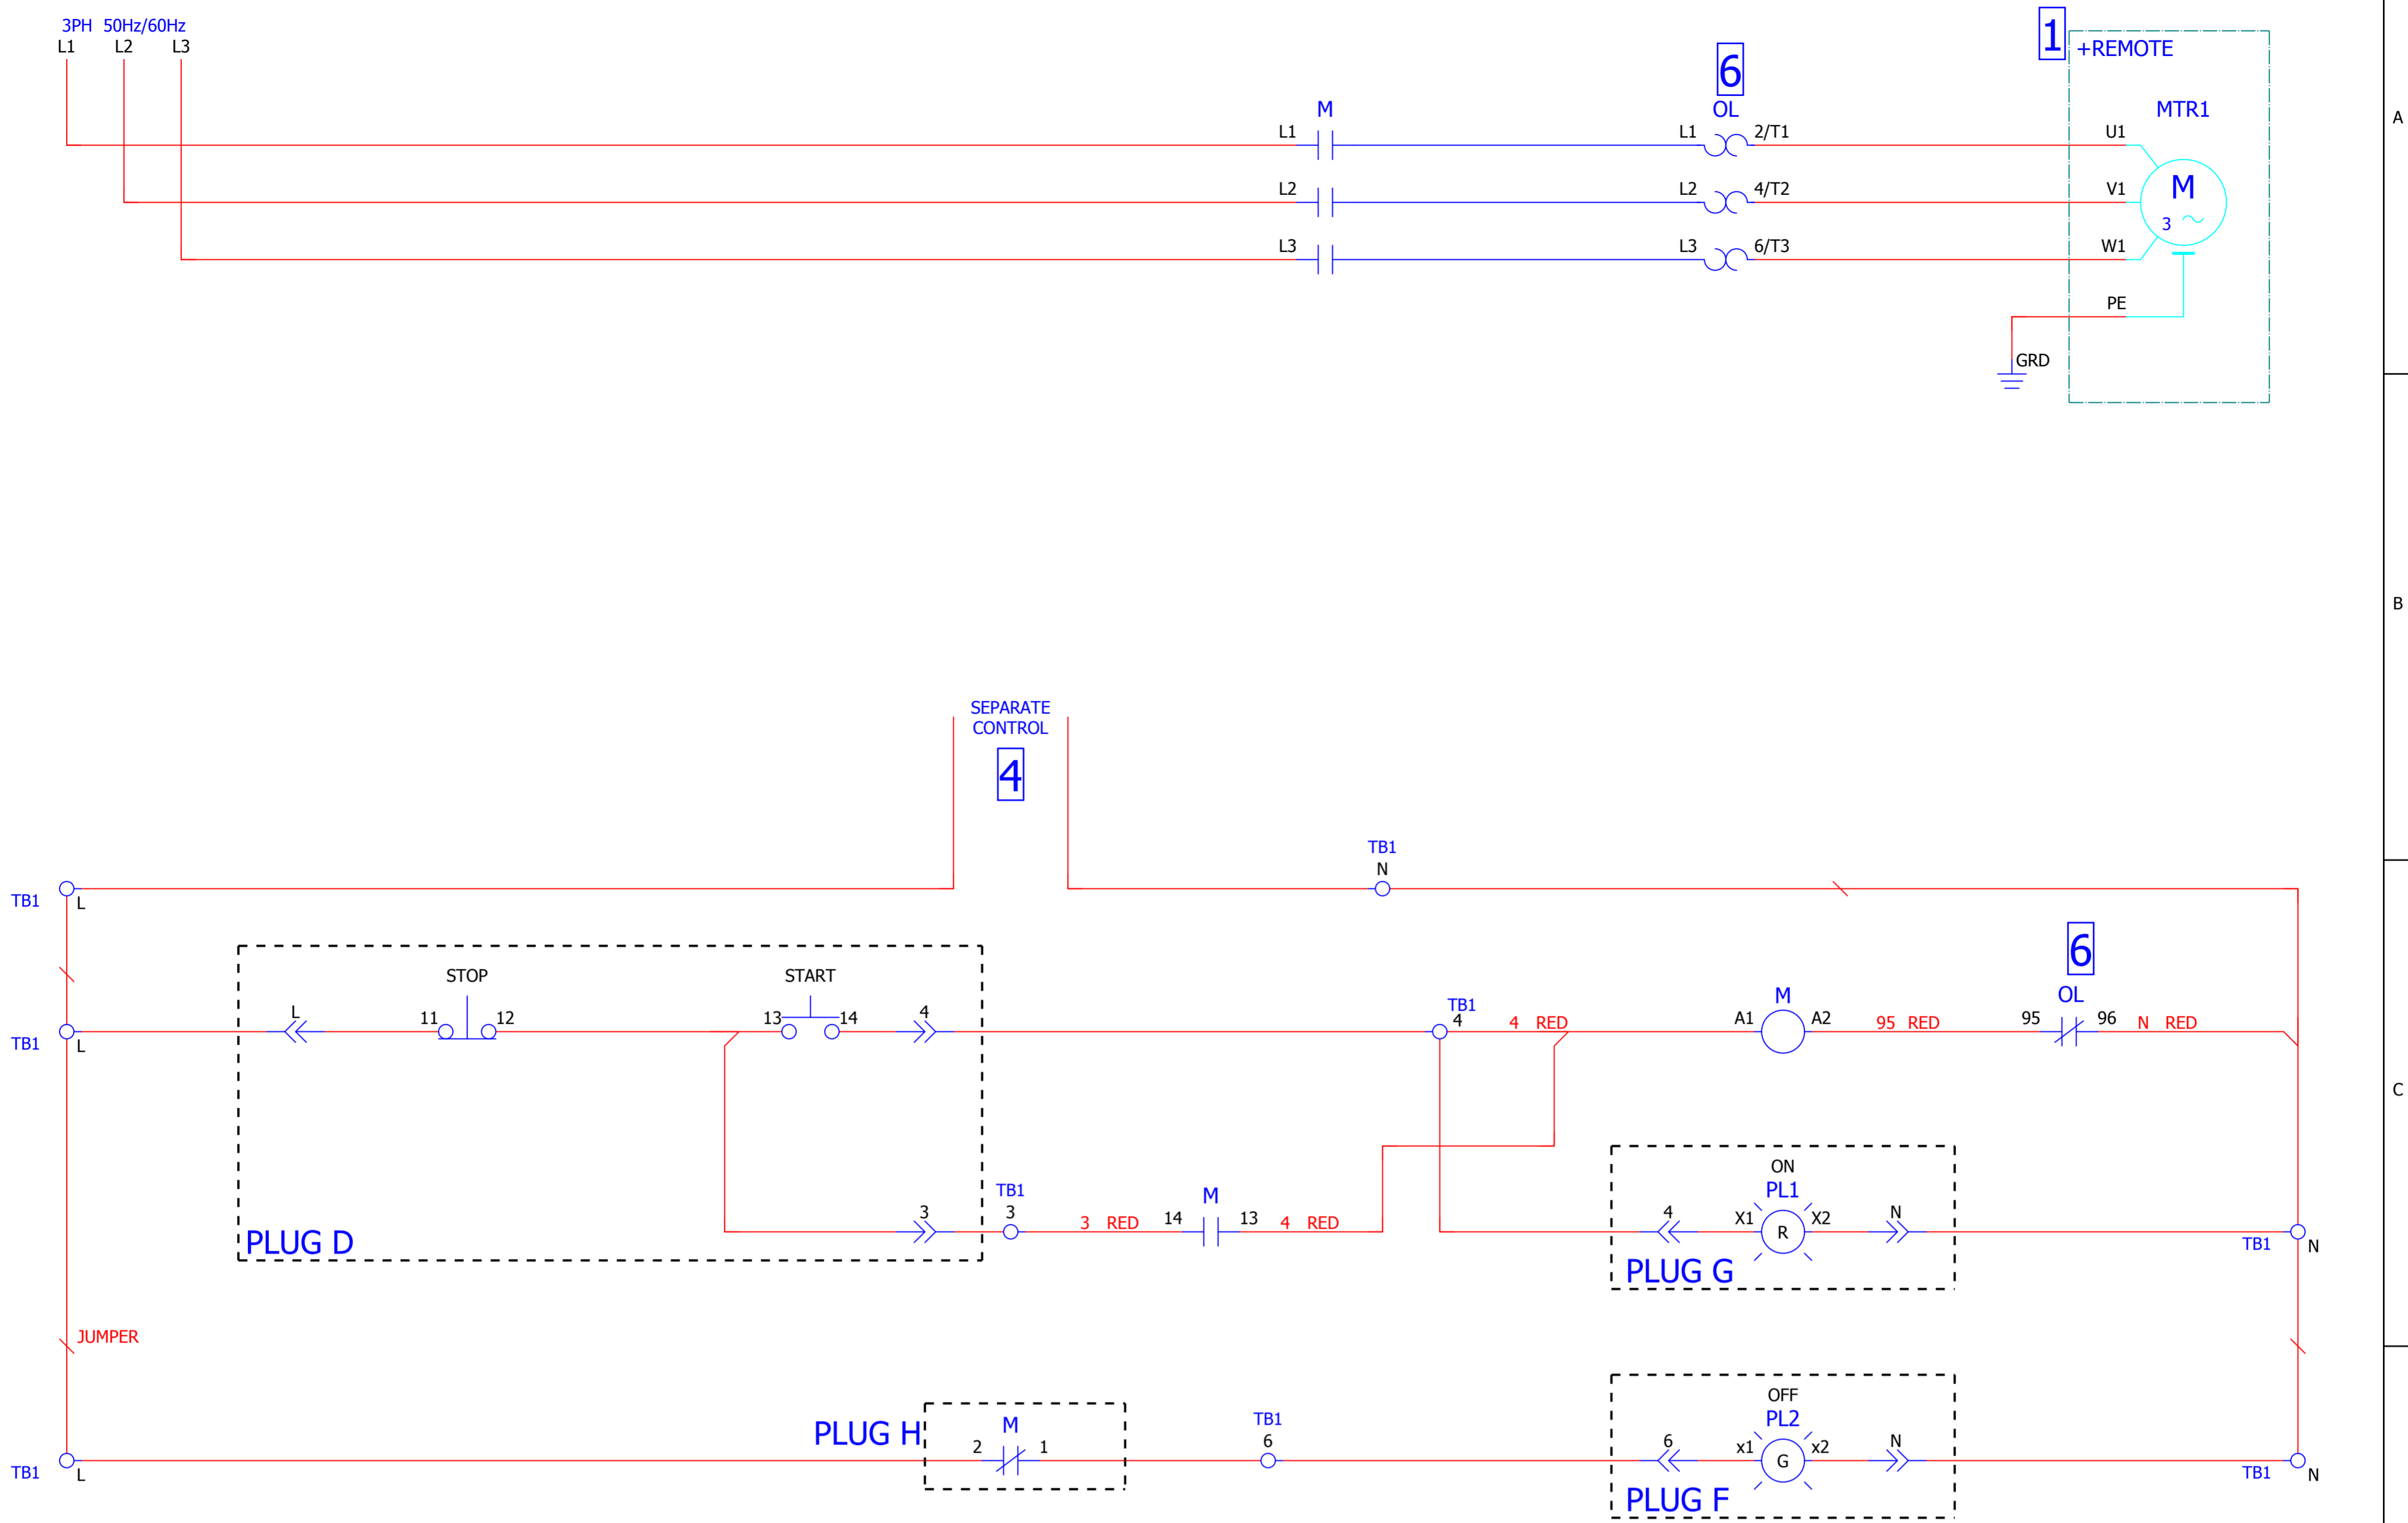 3PH 50Hz/60Hz
L1 L2 L3
1
+REMOTE
6
M OL MTR1
A
L1 L1 2/T1 U1
L2 L2 4/T2 V1
M
3
L3 L3 6/T3 W1
PE
GRD
B
SEPARATE
CONTROL
4
TB1
N
TB1 L
6
STOP START
OL
M
TB1
L 11 12 13 14 4 4 4 RED A1 A2 95 RED 95 96 N RED
TB1 L
C
ON
PL1
TB1
M
3 3 3 RED 14 13 4 RED 4 X1 X2 N
R
PLUG D
TB1 N
PLUG G
JUMPER
OFF
PL2
TB1
PLUG H M
2 1 6 6 x1 x2 N
G
TB1 L
TB1 N
PLUG F